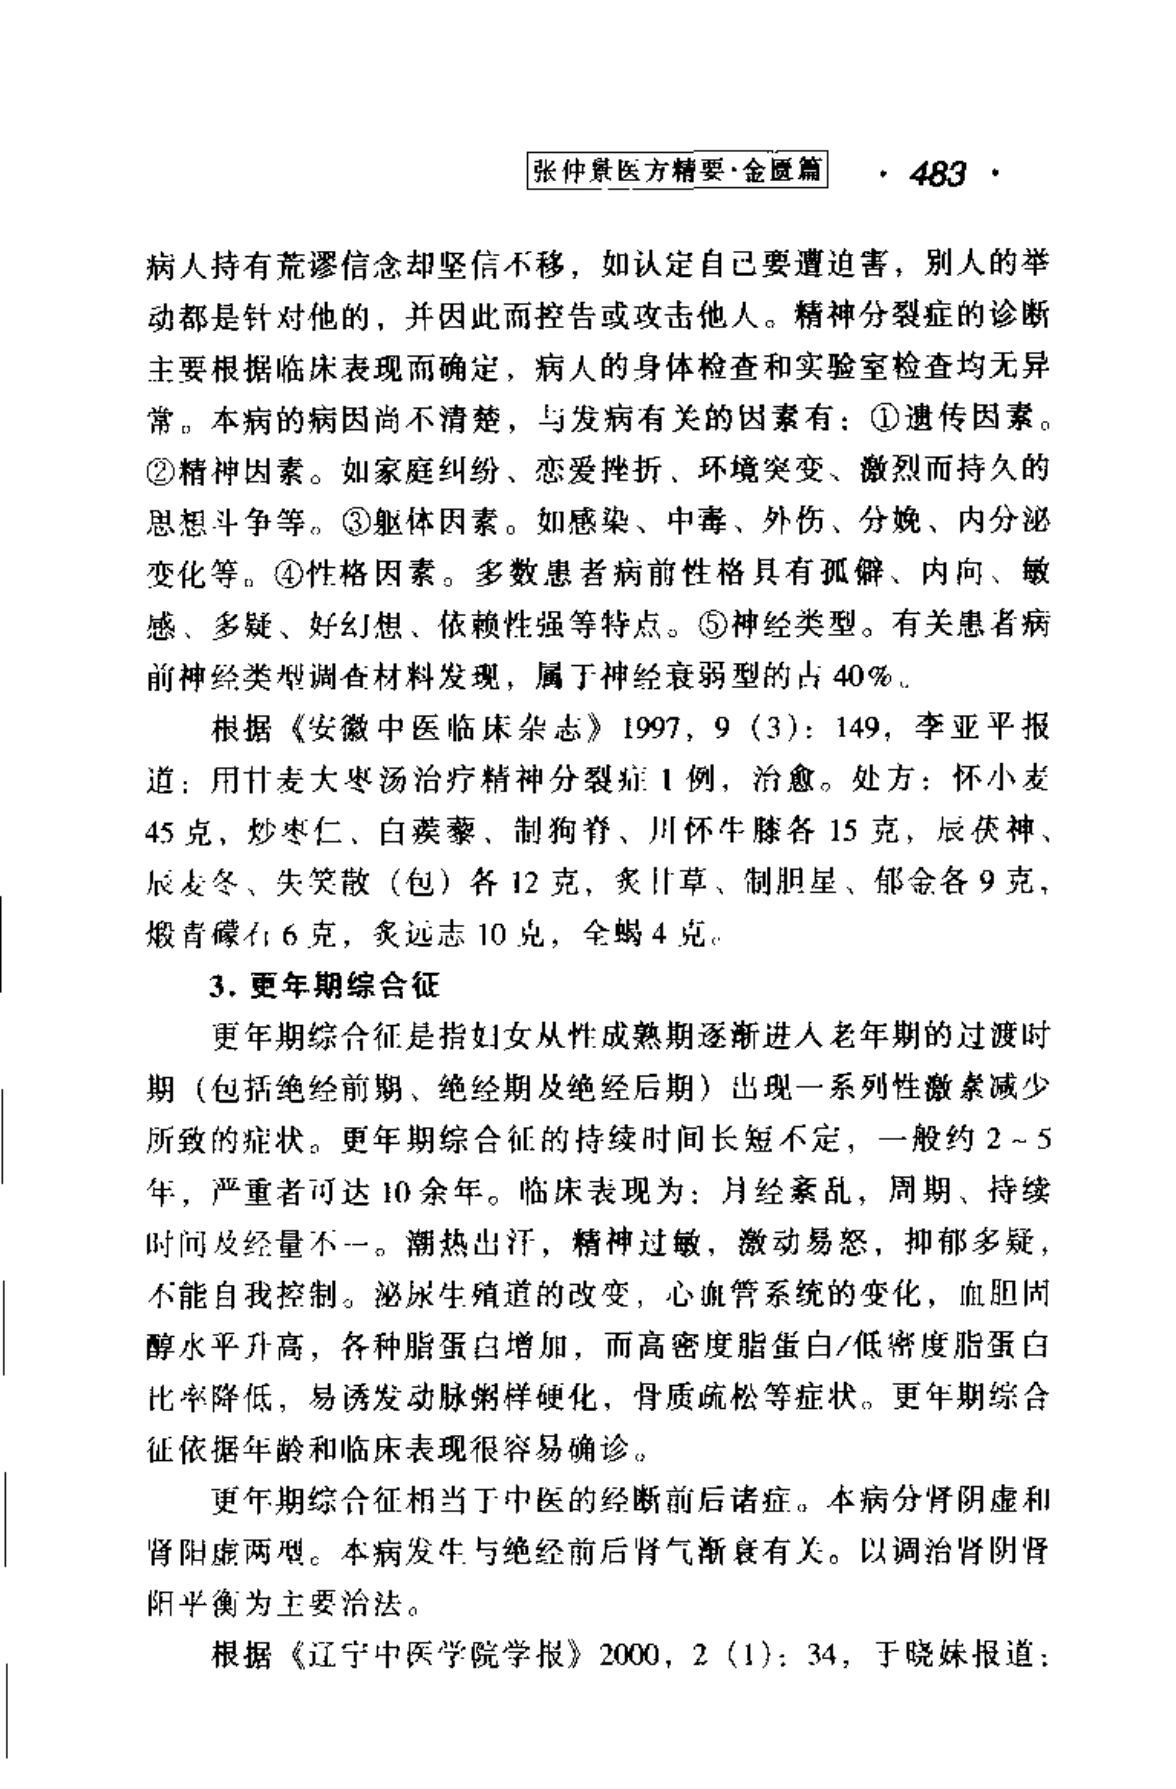 张仲景医方精要·金匮篇 · 483 ·
病人持有荒谬信念却坚信不移，如认定自己要遭迫害，别人的举
动都是针对他的，并因此而控告或攻击他人。精神分裂症的诊断
主要根据临床表现而确定，病人的身体检查和实验室检查均无异
常。本病的病因尚不清楚，与发病有关的因素有：①遗传因素。
②精神因素。如家庭纠纷、恋爱挫折、环境突变、激烈而持久的
思想斗争等。③躯体因素。如感染、中毒、外伤、分娩、内分泌
变化等。④性格因素。多数患者病前性格具有孤僻、内向、敏
感、多疑、好幻想、依赖性强等特点。⑤神经类型。有关患者病
前神经类型调查材料发现，属于神经衰弱型的占 40%。
根据《安徽中医临床杂志》1997，9（3）：149，李亚平报
道：用甘麦大枣汤治疗精神分裂症 1 例，治愈。处方：怀小麦
45 克，炒枣仁、白蒺藜、制狗脊、川怀牛膝各 15 克，辰茯神、
辰麦冬、失笑散（包）各 12 克，炙甘草、制胆星、郁金各 9 克，
煅青礞石 6 克，炙远志 10 克，全蝎 4 克。
3. 更年期综合征
更年期综合征是指妇女从性成熟期逐渐进入老年期的过渡时
期（包括绝经前期、绝经期及绝经后期）出现一系列性激素减少
所致的症状。更年期综合征的持续时间长短不定，一般约 2～5
年，严重者可达 10 余年。临床表现为：月经紊乱，周期、持续
时间及经量不一。潮热出汗，精神过敏，激动易怒，抑郁多疑，
不能自我控制。泌尿生殖道的改变，心血管系统的变化，血胆固
醇水平升高，各种脂蛋白增加，而高密度脂蛋白/低密度脂蛋白
比率降低，易诱发动脉粥样硬化，骨质疏松等症状。更年期综合
征依据年龄和临床表现很容易确诊。
更年期综合征相当于中医的经断前后诸症。本病分肾阴虚和
肾阳虚两型。本病发生与绝经前后肾气渐衰有关。以调治肾阴肾
阳平衡为主要治法。
根据《辽宁中医学院学报》2000，2（1）：34，于晓妹报道：